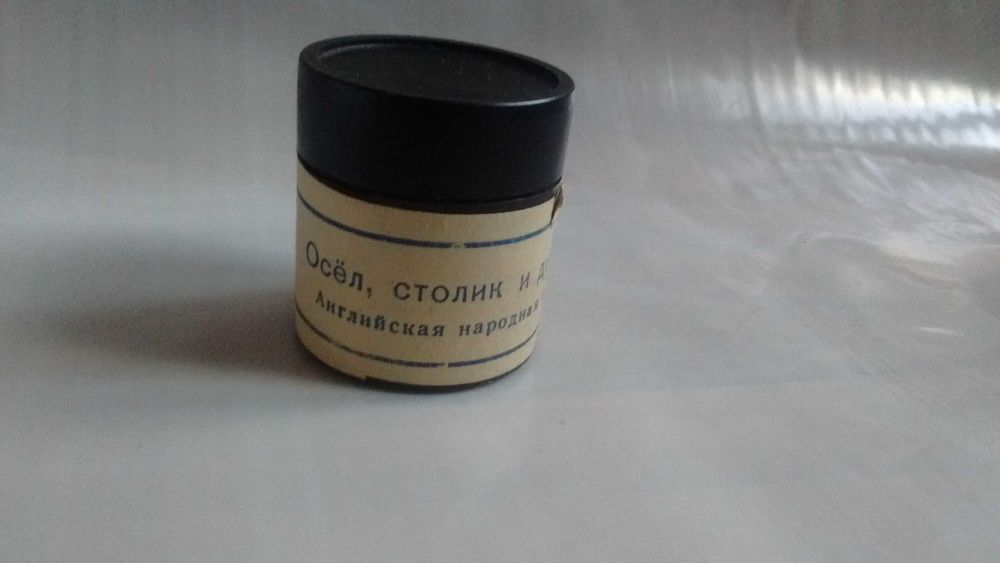 Осёл, столик и
Английская народная